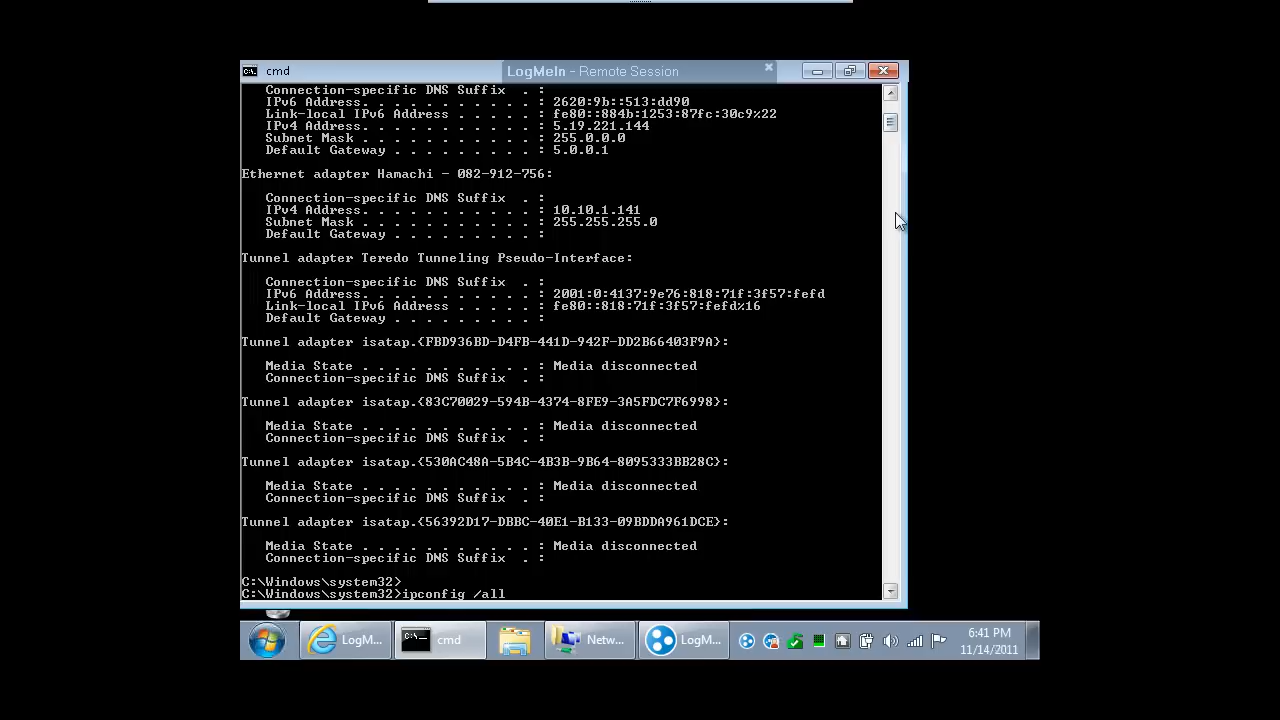 cmd
LogMeIn - Remote Session
Connection-specific DNS Suffix . :
IPv6 Address. . . . . . . . . . . : 2620:9b::513:dd90
Link-local IPv6 Address . . . . . : fe80::884b:1253:87fc:30c9%22
IPv4 Address. . . . . . . . . . . : 5.19.221.144
Subnet Mask . . . . . . . . . . . : 255.0.0.0
Default Gateway . . . . . . . . . : 5.0.0.1
Ethernet adapter Hamachi - 082-912-756:
Connection-specific DNS Suffix . :
IPv4 Address. . . . . . . . . . . : 10.10.1.141
Subnet Mask . . . . . . . . . . . : 255.255.255.0
Default Gateway . . . . . . . . . :
Tunnel adapter Teredo Tunneling Pseudo-Interface:
Connection-specific DNS Suffix . :
IPv6 Address. . . . . . . . . . . : 2001:0:4137:9e76:818:71f:3f57:fefd
Link-local IPv6 Address . . . . . : fe80::818:71f:3f57:fefd%16
Default Gateway . . . . . . . . . :
Tunnel adapter isatap.{FBD936BD-D4FB-441D-942F-DD2B66403F9A}:
Media State . . . . . . . . . . . : Media disconnected
Connection-specific DNS Suffix . :
Tunnel adapter isatap.{83C70029-594B-4374-8FE9-3A5FDC7F6998}:
Media State . . . . . . . . . . . : Media disconnected
Connection-specific DNS Suffix . :
Tunnel adapter isatap.{530AC48A-5B4C-4B3B-9B64-8095333BB28C}:
Media State . . . . . . . . . . . : Media disconnected
Connection-specific DNS Suffix . :
Tunnel adapter isatap.{56392D17-DBBC-40E1-B133-09BDDA961DCE}:
Media State . . . . . . . . . . . : Media disconnected
Connection-specific DNS Suffix . :
C:\Windows\system32>
C:\Windows\system32>ipconfig /all
LogM... cmd Netw... LogM... 6:41 PM
11/14/2011